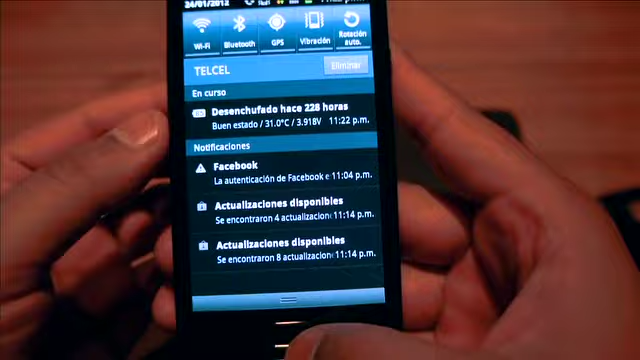 24/01/2012
Wi-Fi Bluetooth GPS Vibración Rotación auto.
TELCEL Eliminar
En curso
Desenchufado hace 228 horas
Buen estado / 31.0°C / 3.918V 11:22 p.m.
Notificaciones
Facebook
La autenticación de Facebook e 11:04 p.m.
Actualizaciones disponibles
Se encontraron 4 actualizacion 11:14 p.m.
Actualizaciones disponibles
Se encontraron 8 actualizacion 11:14 p.m.